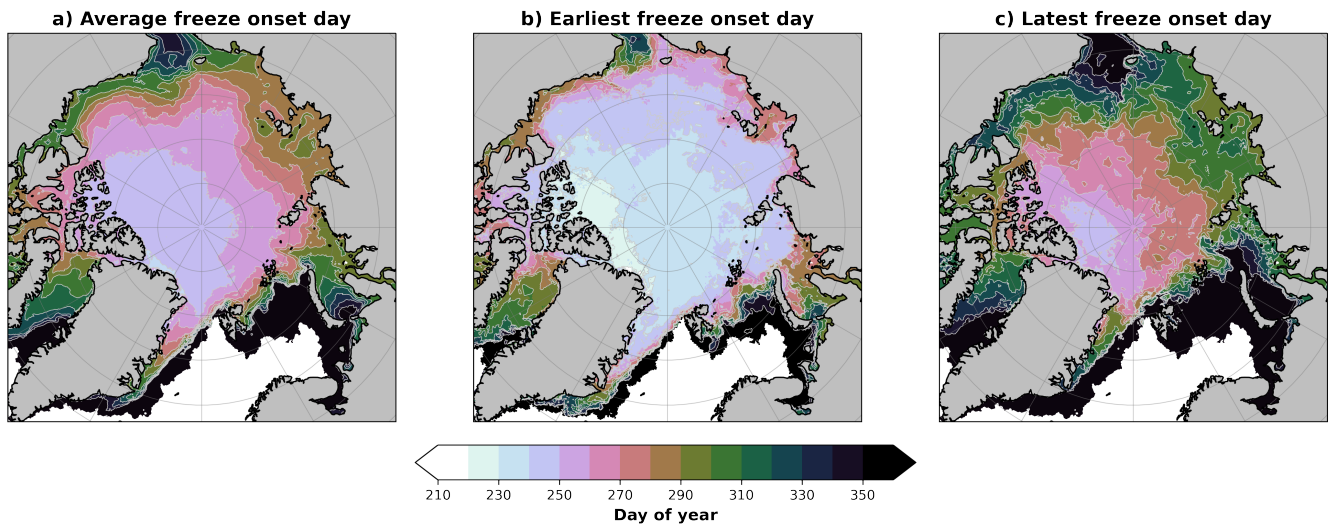 a) Average freeze onset day
b) Earliest freeze onset day
c) Latest freeze onset day
210 230 250 270 290 310 330 350
Day of year